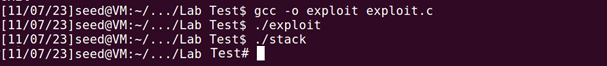 [11/07/23]seed@VM:~/.../Lab Test$ gcc -o exploit exploit.c
[11/07/23]seed@VM:~/.../Lab Test$ ./exploit
[11/07/23]seed@VM:~/.../Lab Test$ ./stack
[11/07/23]seed@VM:~/.../Lab Test#